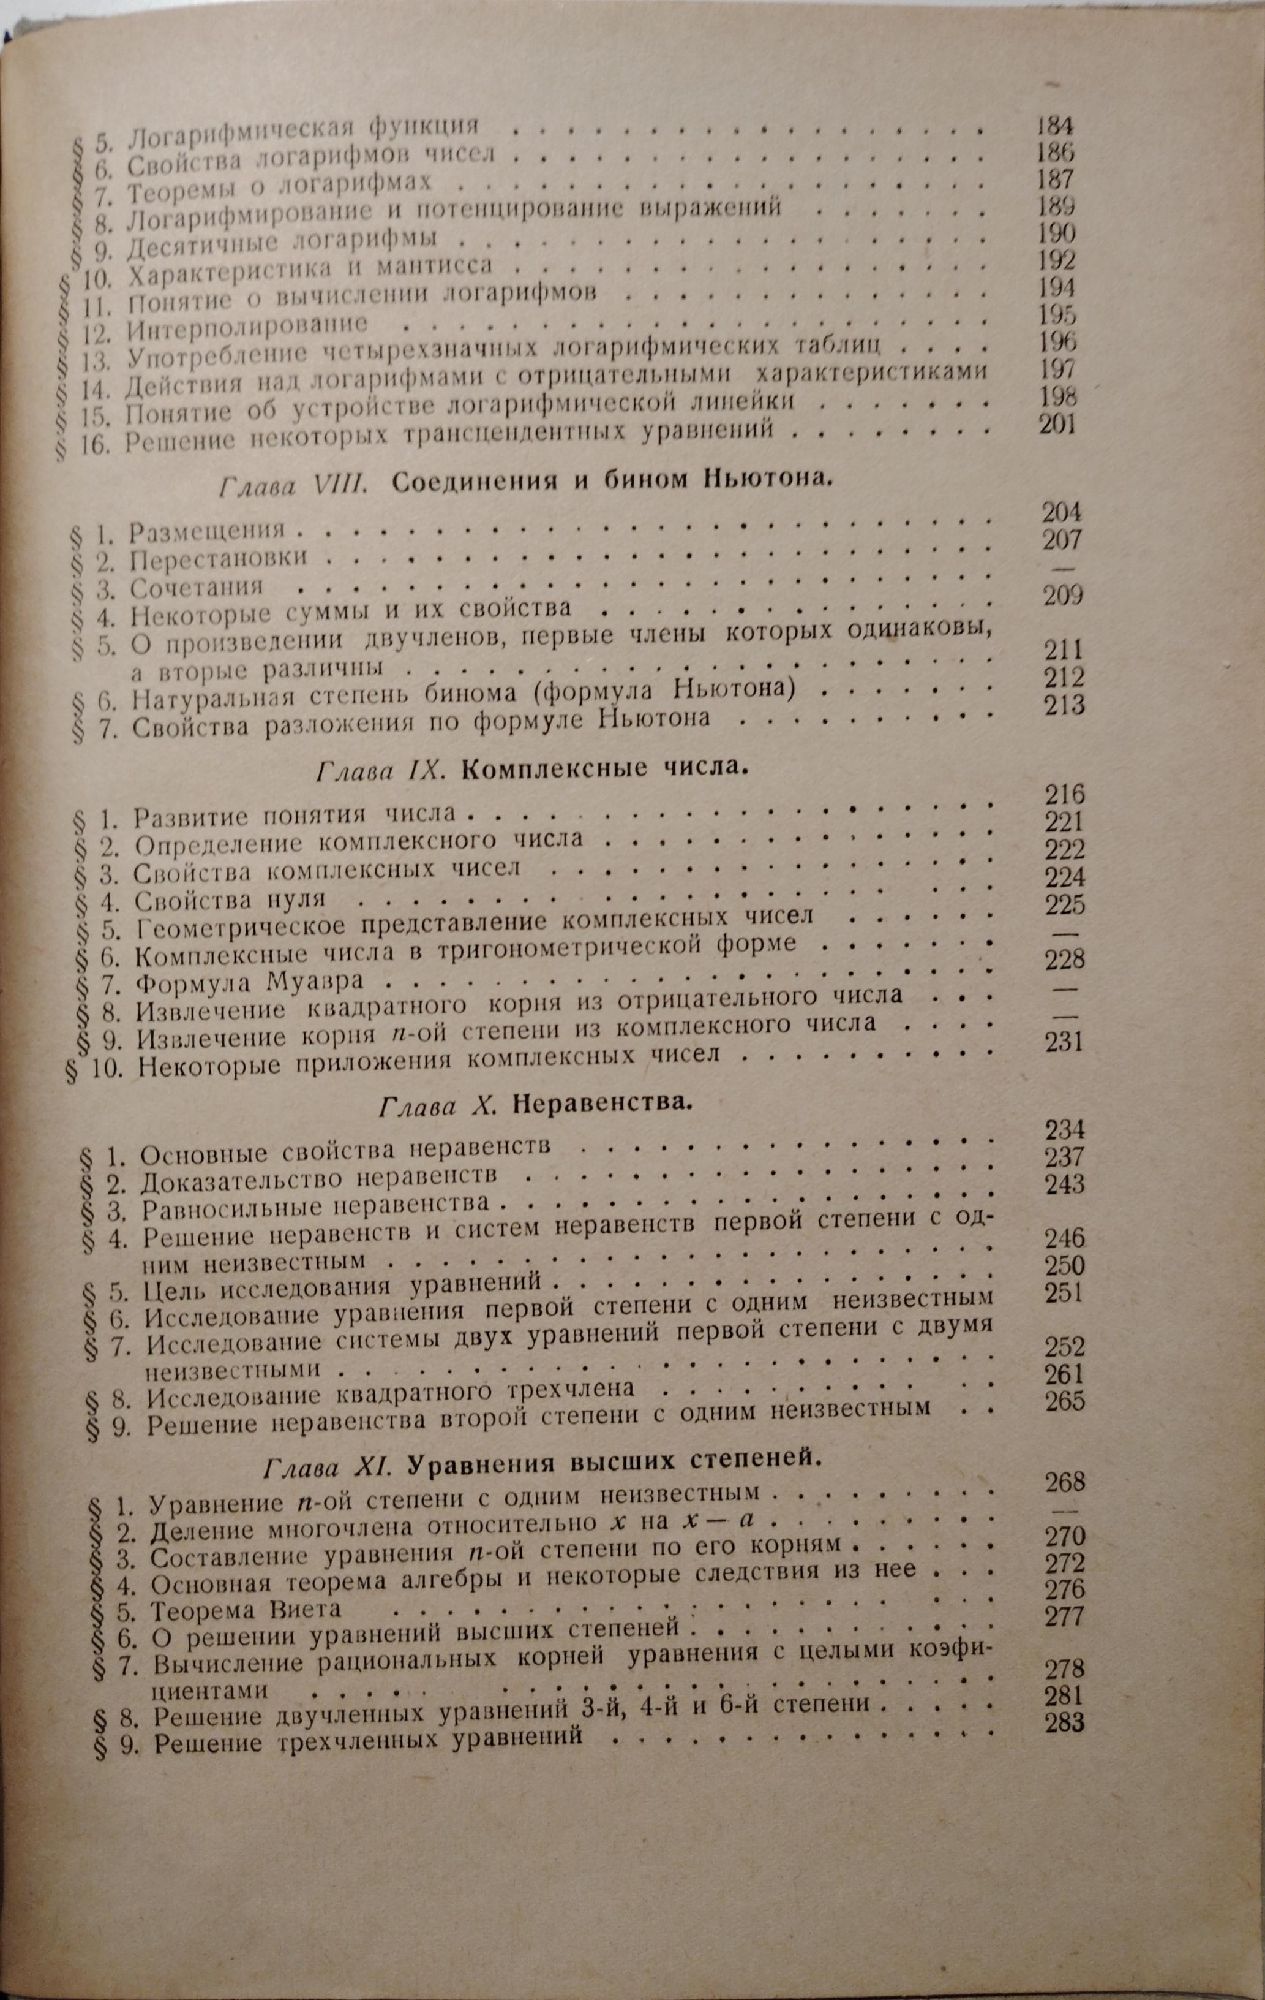 § 5. Логарифмическая функция . . . . . . . . . . . . . . . . . . 184
§ 6. Свойства логарифмов чисел . . . . . . . . . . . . . . . . . . 186
§ 7. Теоремы о логарифмах . . . . . . . . . . . . . . . . . . . . 187
§ 8. Логарифмирование и потенцирование выражений . . . . . . . 189
§ 9. Десятичные логарифмы . . . . . . . . . . . . . . . . . . . . 190
§ 10. Характеристика и мантисса . . . . . . . . . . . . . . . . . . 192
§ 11. Понятие о вычислении логарифмов . . . . . . . . . . . . . . 194
§ 12. Интерполирование . . . . . . . . . . . . . . . . . . . . . . 195
§ 13. Употребление четырехзначных логарифмических таблиц . . . . 196
§ 14. Действия над логарифмами с отрицательными характеристиками 197
§ 15. Понятие об устройстве логарифмической линейки . . . . . . . 198
§ 16. Решение некоторых трансцендентных уравнений . . . . . . . . 201
Глава VIII. Соединения и бином Ньютона.
§ 1. Размещения . . . . . . . . . . . . . . . . . . . . . . . . . . 204
§ 2. Перестановки . . . . . . . . . . . . . . . . . . . . . . . . . 207
§ 3. Сочетания . . . . . . . . . . . . . . . . . . . . . . . . . . —
§ 4. Некоторые суммы и их свойства . . . . . . . . . . . . . . . 209
§ 5. О произведении двучленов, первые члены которых одинаковы,
а вторые различны . . . . . . . . . . . . . . . . . . . . . . 211
§ 6. Натуральная степень бинома (формула Ньютона) . . . . . . . 212
§ 7. Свойства разложения по формуле Ньютона . . . . . . . . . . 213
Глава IX. Комплексные числа.
§ 1. Развитие понятия числа . . . . . . . . . . . . . . . . . . . . 216
§ 2. Определение комплексного числа . . . . . . . . . . . . . . . 221
§ 3. Свойства комплексных чисел . . . . . . . . . . . . . . . . . 222
§ 4. Свойства нуля . . . . . . . . . . . . . . . . . . . . . . . . 224
§ 5. Геометрическое представление комплексных чисел . . . . . . 225
§ 6. Комплексные числа в тригонометрической форме . . . . . . . —
§ 7. Формула Муавра . . . . . . . . . . . . . . . . . . . . . . . 228
§ 8. Извлечение квадратного корня из отрицательного числа . . . —
§ 9. Извлечение корня n-ой степени из комплексного числа . . . . —
§ 10. Некоторые приложения комплексных чисел . . . . . . . . . . 231
Глава X. Неравенства.
§ 1. Основные свойства неравенств . . . . . . . . . . . . . . . . 234
§ 2. Доказательство неравенств . . . . . . . . . . . . . . . . . . 237
§ 3. Равносильные неравенства . . . . . . . . . . . . . . . . . . . 243
§ 4. Решение неравенств и систем неравенств первой степени с од-
ним неизвестным . . . . . . . . . . . . . . . . . . . . . . . 246
§ 5. Цель исследования уравнений . . . . . . . . . . . . . . . . . 250
§ 6. Исследование уравнения первой степени с одним неизвестным 251
§ 7. Исследование системы двух уравнений первой степени с двумя
неизвестными . . . . . . . . . . . . . . . . . . . . . . . . . 252
§ 8. Исследование квадратного трехчлена . . . . . . . . . . . . . 261
§ 9. Решение неравенства второй степени с одним неизвестным . . 265
Глава XI. Уравнения высших степеней.
§ 1. Уравнение n-ой степени с одним неизвестным . . . . . . . . . 268
§ 2. Деление многочлена относительно x на x — a . . . . . . . . . —
§ 3. Составление уравнения n-ой степени по его корням . . . . . . 270
§ 4. Основная теорема алгебры и некоторые следствия из нее . . . 272
§ 5. Теорема Виета . . . . . . . . . . . . . . . . . . . . . . . 276
§ 6. О решении уравнений высших степеней . . . . . . . . . . . . 277
§ 7. Вычисление рациональных корней уравнения с целыми коэфи-
циентами . . . . . . . . . . . . . . . . . . . . . . . . . . 278
§ 8. Решение двучленных уравнений 3-й, 4-й и 6-й степени . . . . . 281
§ 9. Решение трехчленных уравнений . . . . . . . . . . . . . . . 283